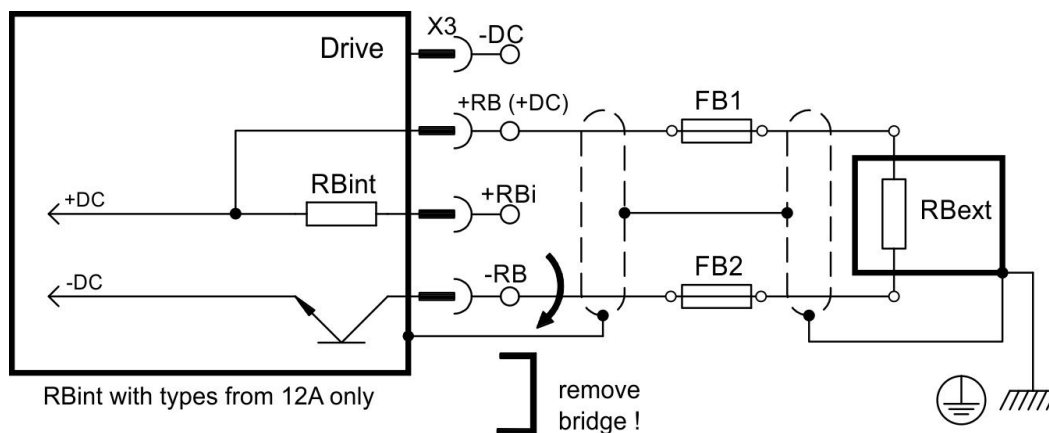 Drive
X3
-DC
+RB (+DC)
FB1
RBint
+DC
+RBi
RBext
-DC
-RB
FB2
RBint with types from 12A only
remove
bridge !